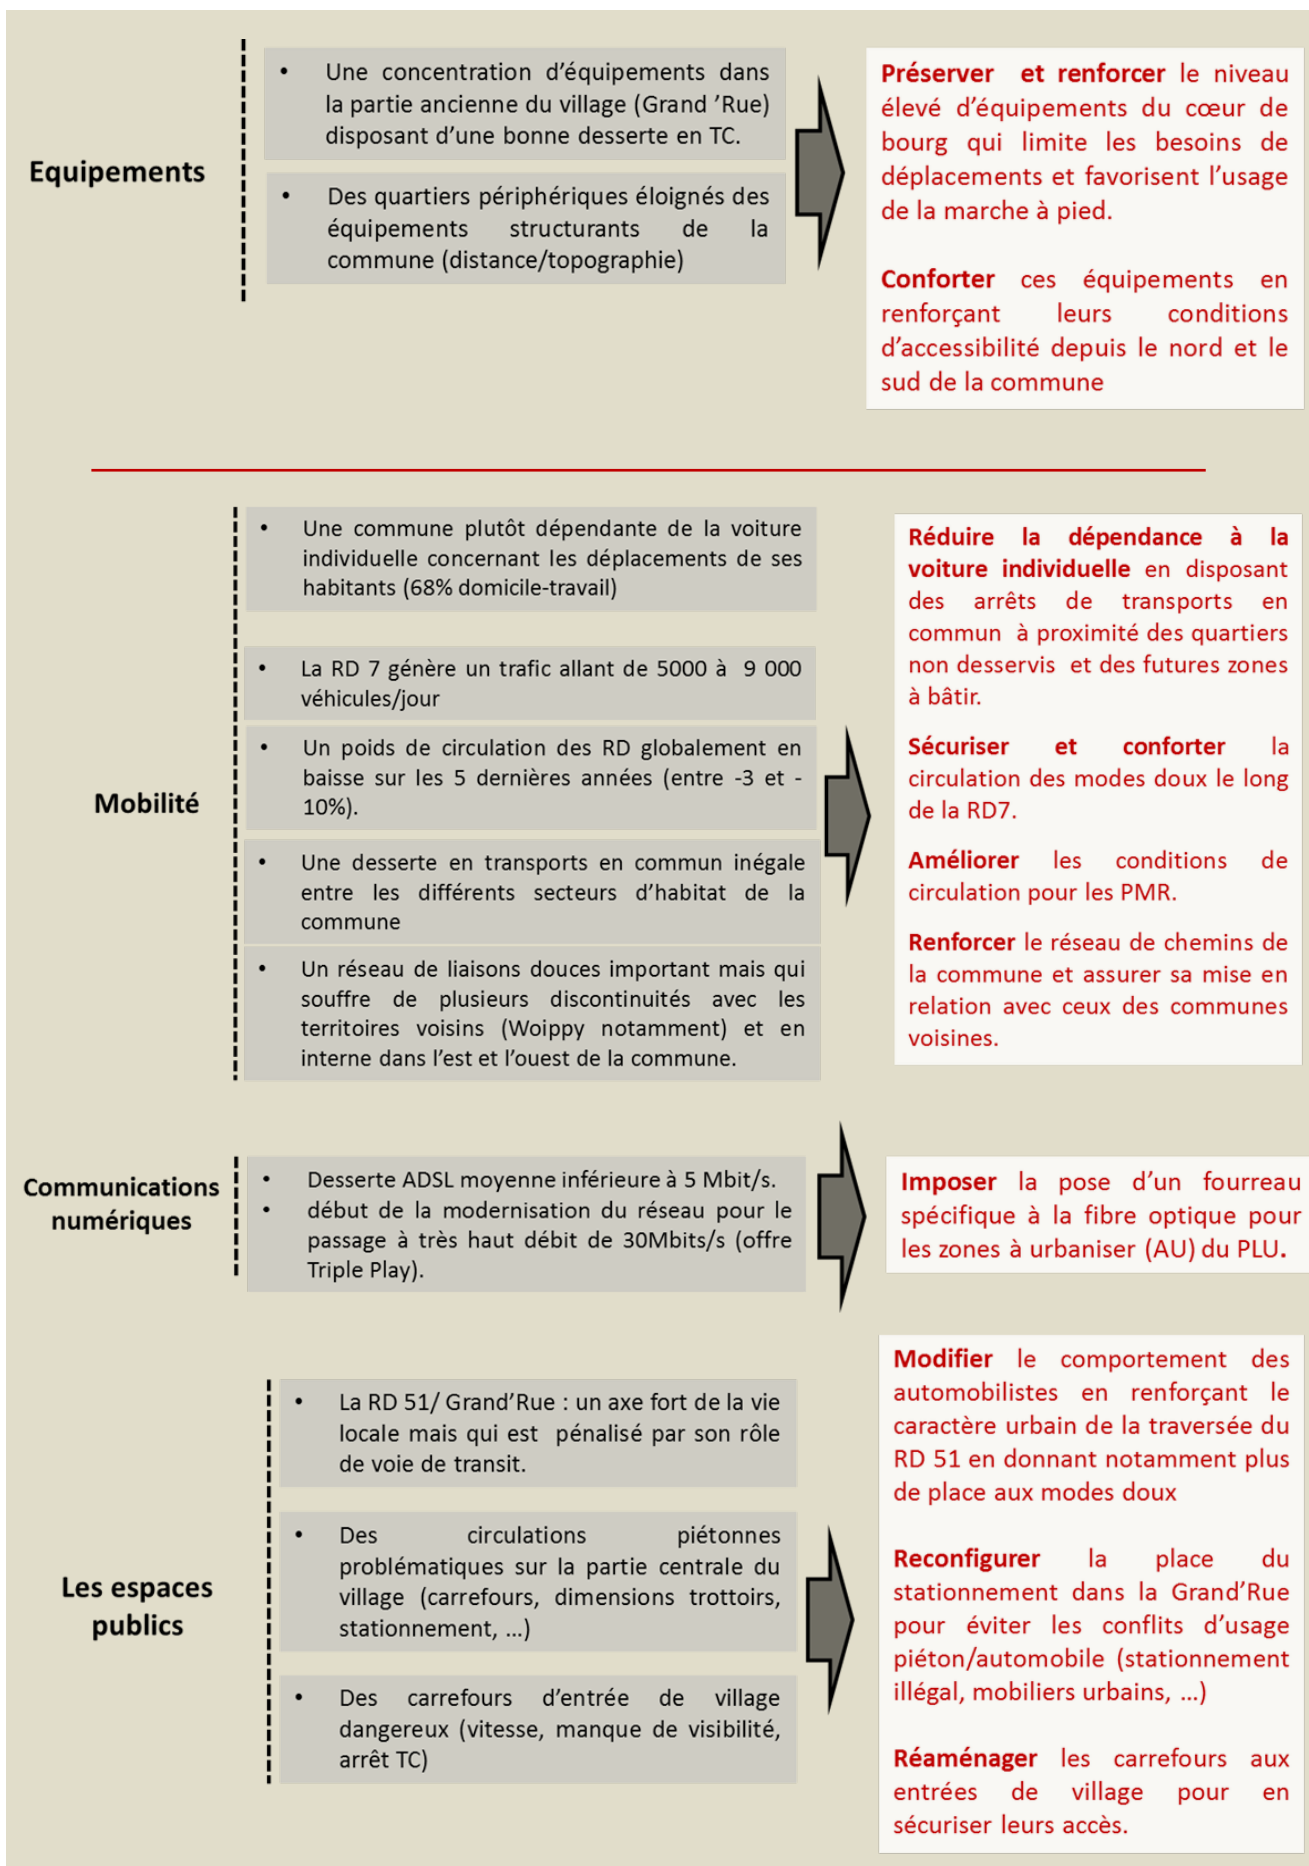 Equipements
• Une concentration d’équipements dans
la partie ancienne du village (Grand ’Rue)
disposant d’une bonne desserte en TC.
• Des quartiers périphériques éloignés des
équipements structurants de la
commune (distance/topographie)
Préserver et renforcer le niveau
élevé d’équipements du cœur de
bourg qui limite les besoins de
déplacements et favorisent l’usage
de la marche à pied.
Conforter ces équipements en
renforçant leurs conditions
d’accessibilité depuis le nord et le
sud de la commune
Mobilité
• Une commune plutôt dépendante de la voiture
individuelle concernant les déplacements de ses
habitants (68% domicile-travail)
• La RD 7 génère un trafic allant de 5000 à 9 000
véhicules/jour
• Un poids de circulation des RD globalement en
baisse sur les 5 dernières années (entre -3 et -
10%).
• Une desserte en transports en commun inégale
entre les différents secteurs d’habitat de la
commune
• Un réseau de liaisons douces important mais qui
souffre de plusieurs discontinuités avec les
territoires voisins (Woippy notamment) et en
interne dans l’est et l’ouest de la commune.
Réduire la dépendance à la
voiture individuelle en disposant
des arrêts de transports en
commun à proximité des quartiers
non desservis et des futures zones
à bâtir.
Sécuriser et conforter la
circulation des modes doux le long
de la RD7.
Améliorer les conditions de
circulation pour les PMR.
Renforcer le réseau de chemins de
la commune et assurer sa mise en
relation avec ceux des communes
voisines.
Communications
numériques
• Desserte ADSL moyenne inférieure à 5 Mbit/s.
• début de la modernisation du réseau pour le
passage à très haut débit de 30Mbits/s (offre
Triple Play).
Imposer la pose d’un fourreau
spécifique à la fibre optique pour
les zones à urbaniser (AU) du PLU.
Les espaces
publics
• La RD 51/ Grand’Rue : un axe fort de la vie
locale mais qui est pénalisé par son rôle
de voie de transit.
• Des circulations piétonnes
problématiques sur la partie centrale du
village (carrefours, dimensions trottoirs,
stationnement, …)
• Des carrefours d’entrée de village
dangereux (vitesse, manque de visibilité,
arrêt TC)
Modifier le comportement des
automobilistes en renforçant le
caractère urbain de la traversée du
RD 51 en donnant notamment plus
de place aux modes doux
Reconfigurer la place du
stationnement dans la Grand’Rue
pour éviter les conflits d’usage
piéton/automobile (stationnement
illégal, mobiliers urbains, …)
Réaménager les carrefours aux
entrées de village pour en
sécuriser leurs accès.